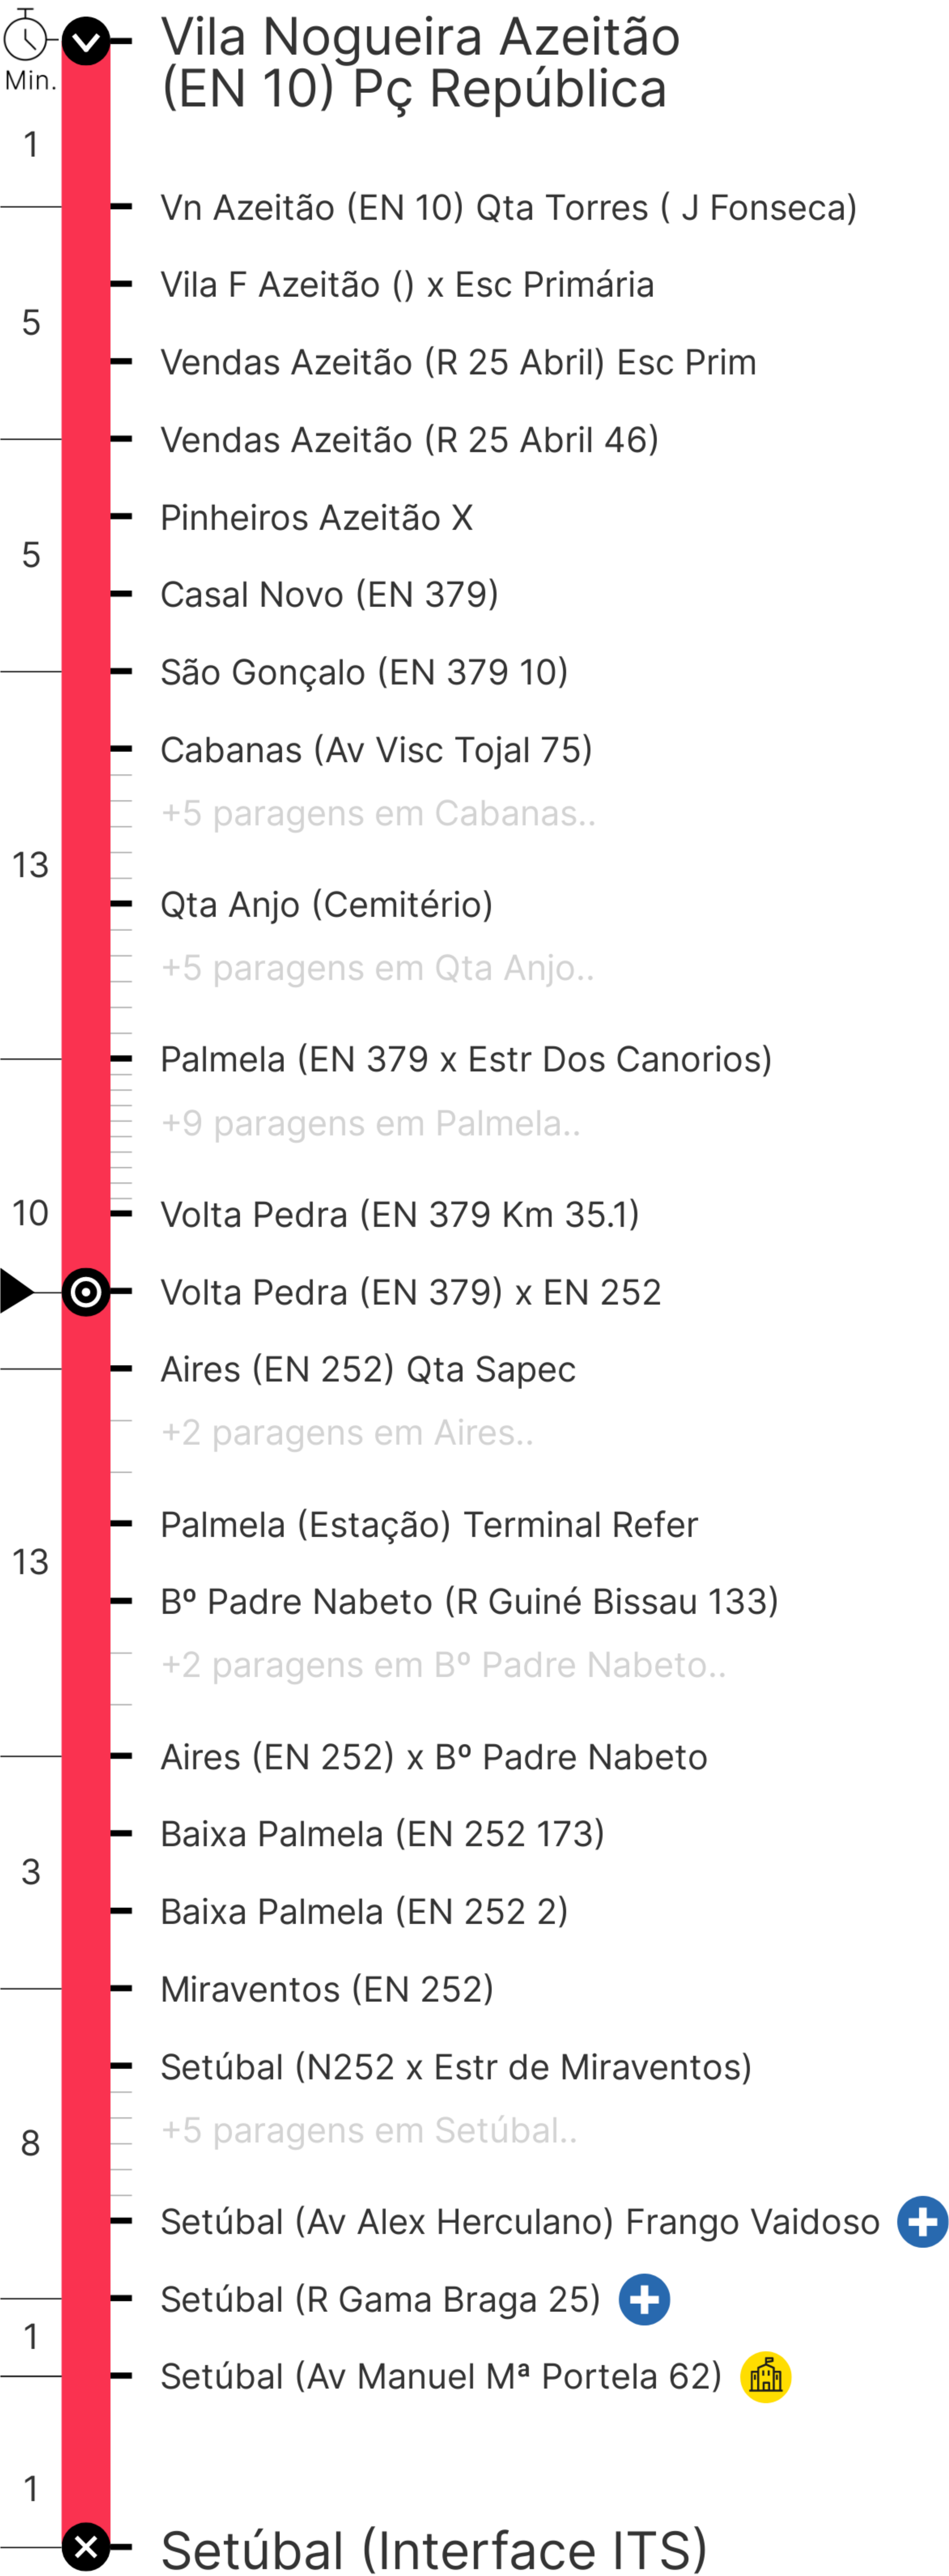 Vila Nogueira Azeitão
(EN 10) Pç República
Min.
1
Vn Azeitão (EN 10) Qta Torres ( J Fonseca)
Vila F Azeitão () x Esc Primária
5
Vendas Azeitão (R 25 Abril) Esc Prim
Vendas Azeitão (R 25 Abril 46)
Pinheiros Azeitão X
5
Casal Novo (EN 379)
São Gonçalo (EN 379 10)
Cabanas (Av Visc Tojal 75)
+5 paragens em Cabanas..
13
Qta Anjo (Cemitério)
+5 paragens em Qta Anjo..
Palmela (EN 379 x Estr Dos Canorios)
+9 paragens em Palmela..
10
Volta Pedra (EN 379 Km 35.1)
Volta Pedra (EN 379) x EN 252
Aires (EN 252) Qta Sapec
+2 paragens em Aires..
Palmela (Estação) Terminal Refer
13
Bº Padre Nabeto (R Guiné Bissau 133)
+2 paragens em Bº Padre Nabeto..
Aires (EN 252) x Bº Padre Nabeto
Baixa Palmela (EN 252 173)
3
Baixa Palmela (EN 252 2)
Miraventos (EN 252)
Setúbal (N252 x Estr de Miraventos)
+5 paragens em Setúbal..
8
Setúbal (Av Alex Herculano) Frango Vaidoso
Setúbal (R Gama Braga 25)
1
Setúbal (Av Manuel Mª Portela 62)
1
Setúbal (Interface ITS)